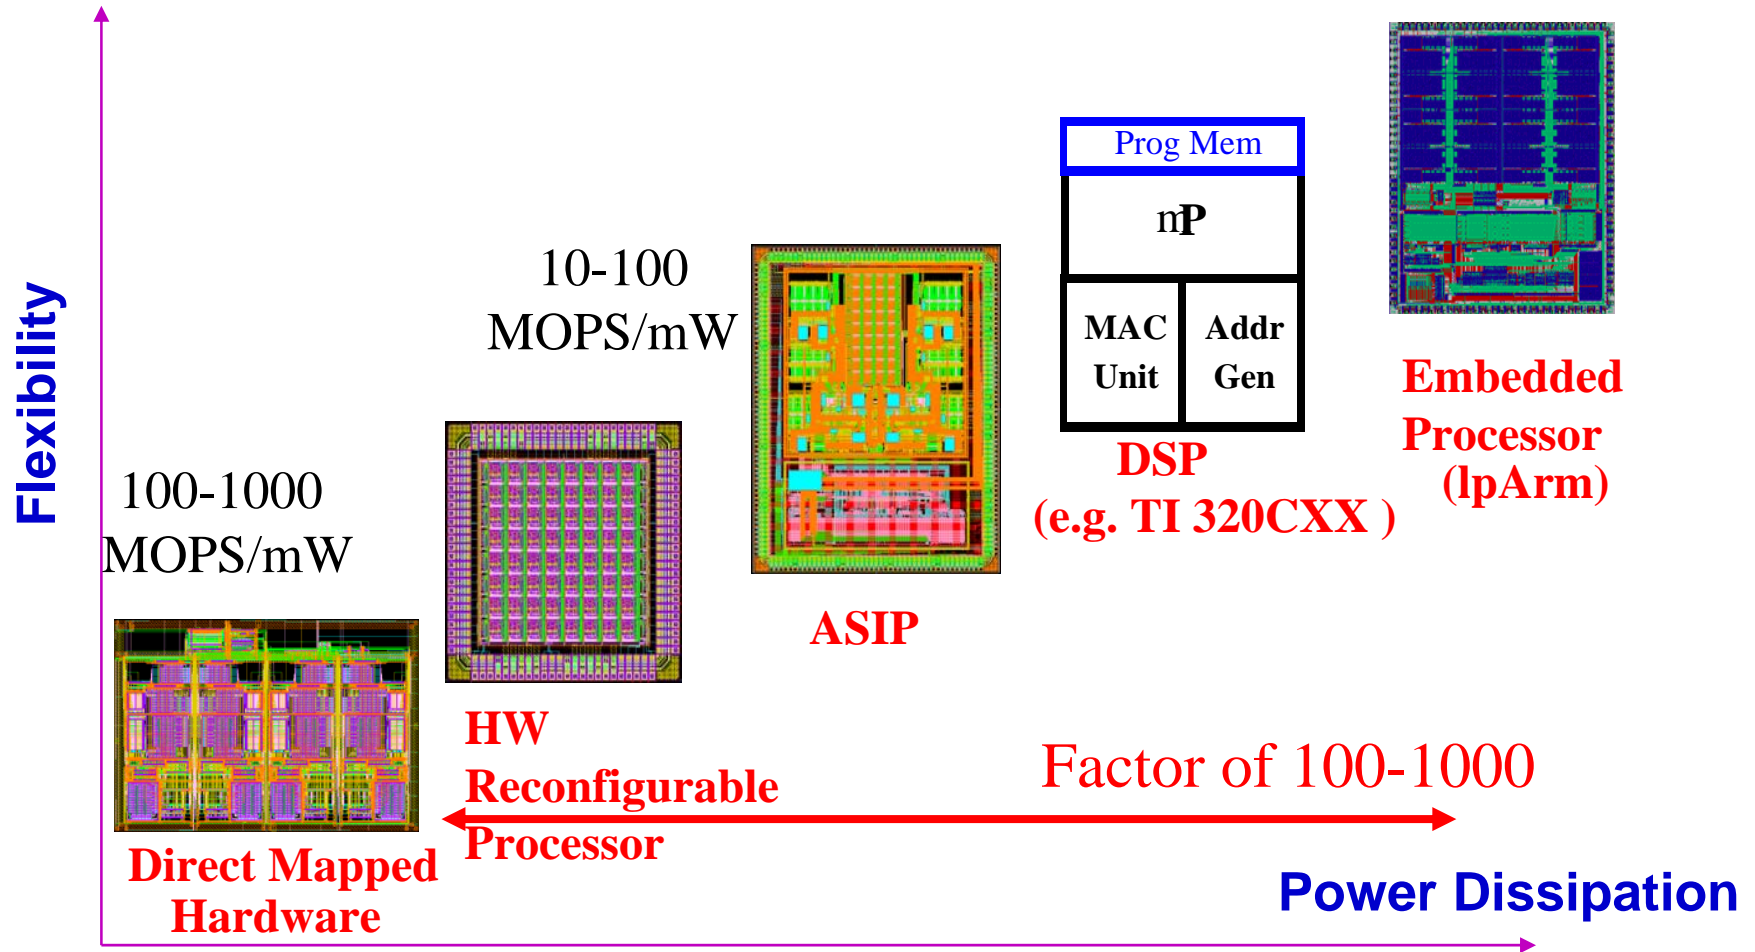 Flexibility
100-1000
MOPS/mW
Direct Mapped
Hardware
HW
Reconfigurable
Processor
10-100
MOPS/mW
ASIP
Prog Mem
mP
MAC
Unit
Addr
Gen
DSP
(e.g. TI 320CXX )
Embedded
Processor
(lpArm)
Factor of 100-1000
Power Dissipation